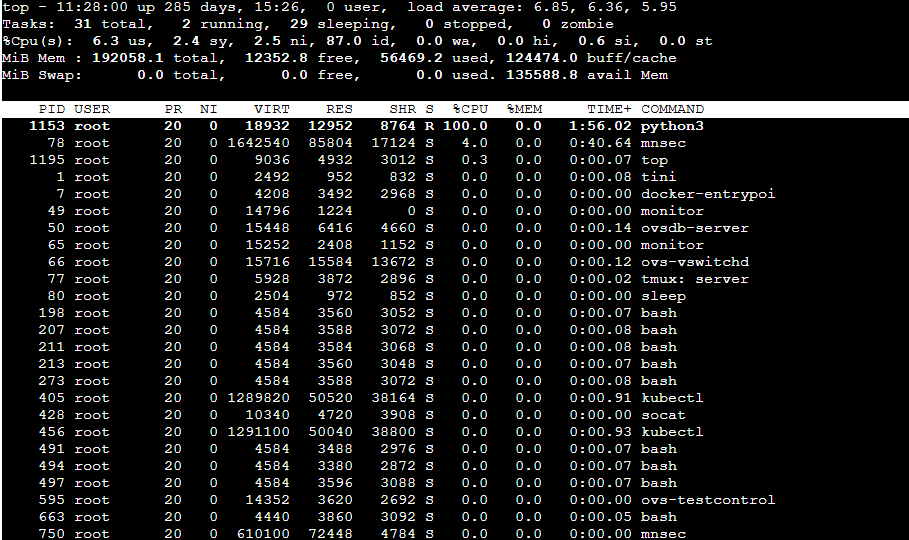 top - 11:28:00 up 285 days, 15:26,  0 user,  load average: 6.85, 6.36, 5.95
Tasks:  31 total,   2 running,  29 sleeping,   0 stopped,   0 zombie
%Cpu(s):  6.3 us,  2.4 sy,  2.5 ni, 87.0 id,  0.0 wa,  0.0 hi,  0.6 si,  0.0 st
MiB Mem : 192058.1 total,  12352.8 free,  56469.2 used, 124474.0 buff/cache
MiB Swap:      0.0 total,      0.0 free,      0.0 used. 135588.8 avail Mem
PID USER      PR  NI    VIRT    RES    SHR S  %CPU  %MEM     TIME+ COMMAND
1153 root      20   0   18932  12952   8764 R 100.0   0.0   1:56.02 python3
78 root      20   0 1642540  85804  17124 S   4.0   0.0   0:40.64 mnsec
1195 root      20   0    9036   4932   3012 S   0.3   0.0   0:00.07 top
1 root      20   0    2492    952    832 S   0.0   0.0   0:00.08 tini
7 root      20   0    4208   3492   2968 S   0.0   0.0   0:00.00 docker-entrypoi
49 root      20   0   14796   1224      0 S   0.0   0.0   0:00.00 monitor
50 root      20   0   15448   6416   4660 S   0.0   0.0   0:00.14 ovsdb-server
65 root      20   0   15252   2408   1152 S   0.0   0.0   0:00.00 monitor
66 root      20   0   15716  15584  13672 S   0.0   0.0   0:00.12 ovs-vswitchd
77 root      20   0    5928   3872   2896 S   0.0   0.0   0:00.02 tmux: server
80 root      20   0    2504    972    852 S   0.0   0.0   0:00.00 sleep
198 root      20   0    4584   3560   3052 S   0.0   0.0   0:00.07 bash
207 root      20   0    4584   3588   3072 S   0.0   0.0   0:00.08 bash
211 root      20   0    4584   3584   3068 S   0.0   0.0   0:00.08 bash
213 root      20   0    4584   3560   3048 S   0.0   0.0   0:00.07 bash
273 root      20   0    4584   3588   3072 S   0.0   0.0   0:00.08 bash
405 root      20   0 1289820  50520  38164 S   0.0   0.0   0:00.91 kubectl
428 root      20   0   10340   4720   3908 S   0.0   0.0   0:00.00 socat
456 root      20   0 1291100  50040  38800 S   0.0   0.0   0:00.93 kubectl
491 root      20   0    4584   3488   2976 S   0.0   0.0   0:00.07 bash
494 root      20   0    4584   3380   2872 S   0.0   0.0   0:00.07 bash
497 root      20   0    4584   3596   3088 S   0.0   0.0   0:00.07 bash
595 root      20   0   14352   3620   2692 S   0.0   0.0   0:00.00 ovs-testcontrol
663 root      20   0    4440   3860   3092 S   0.0   0.0   0:00.05 bash
750 root      20   0  610100  72448   4784 S   0.0   0.0   0:00.00 mnsec